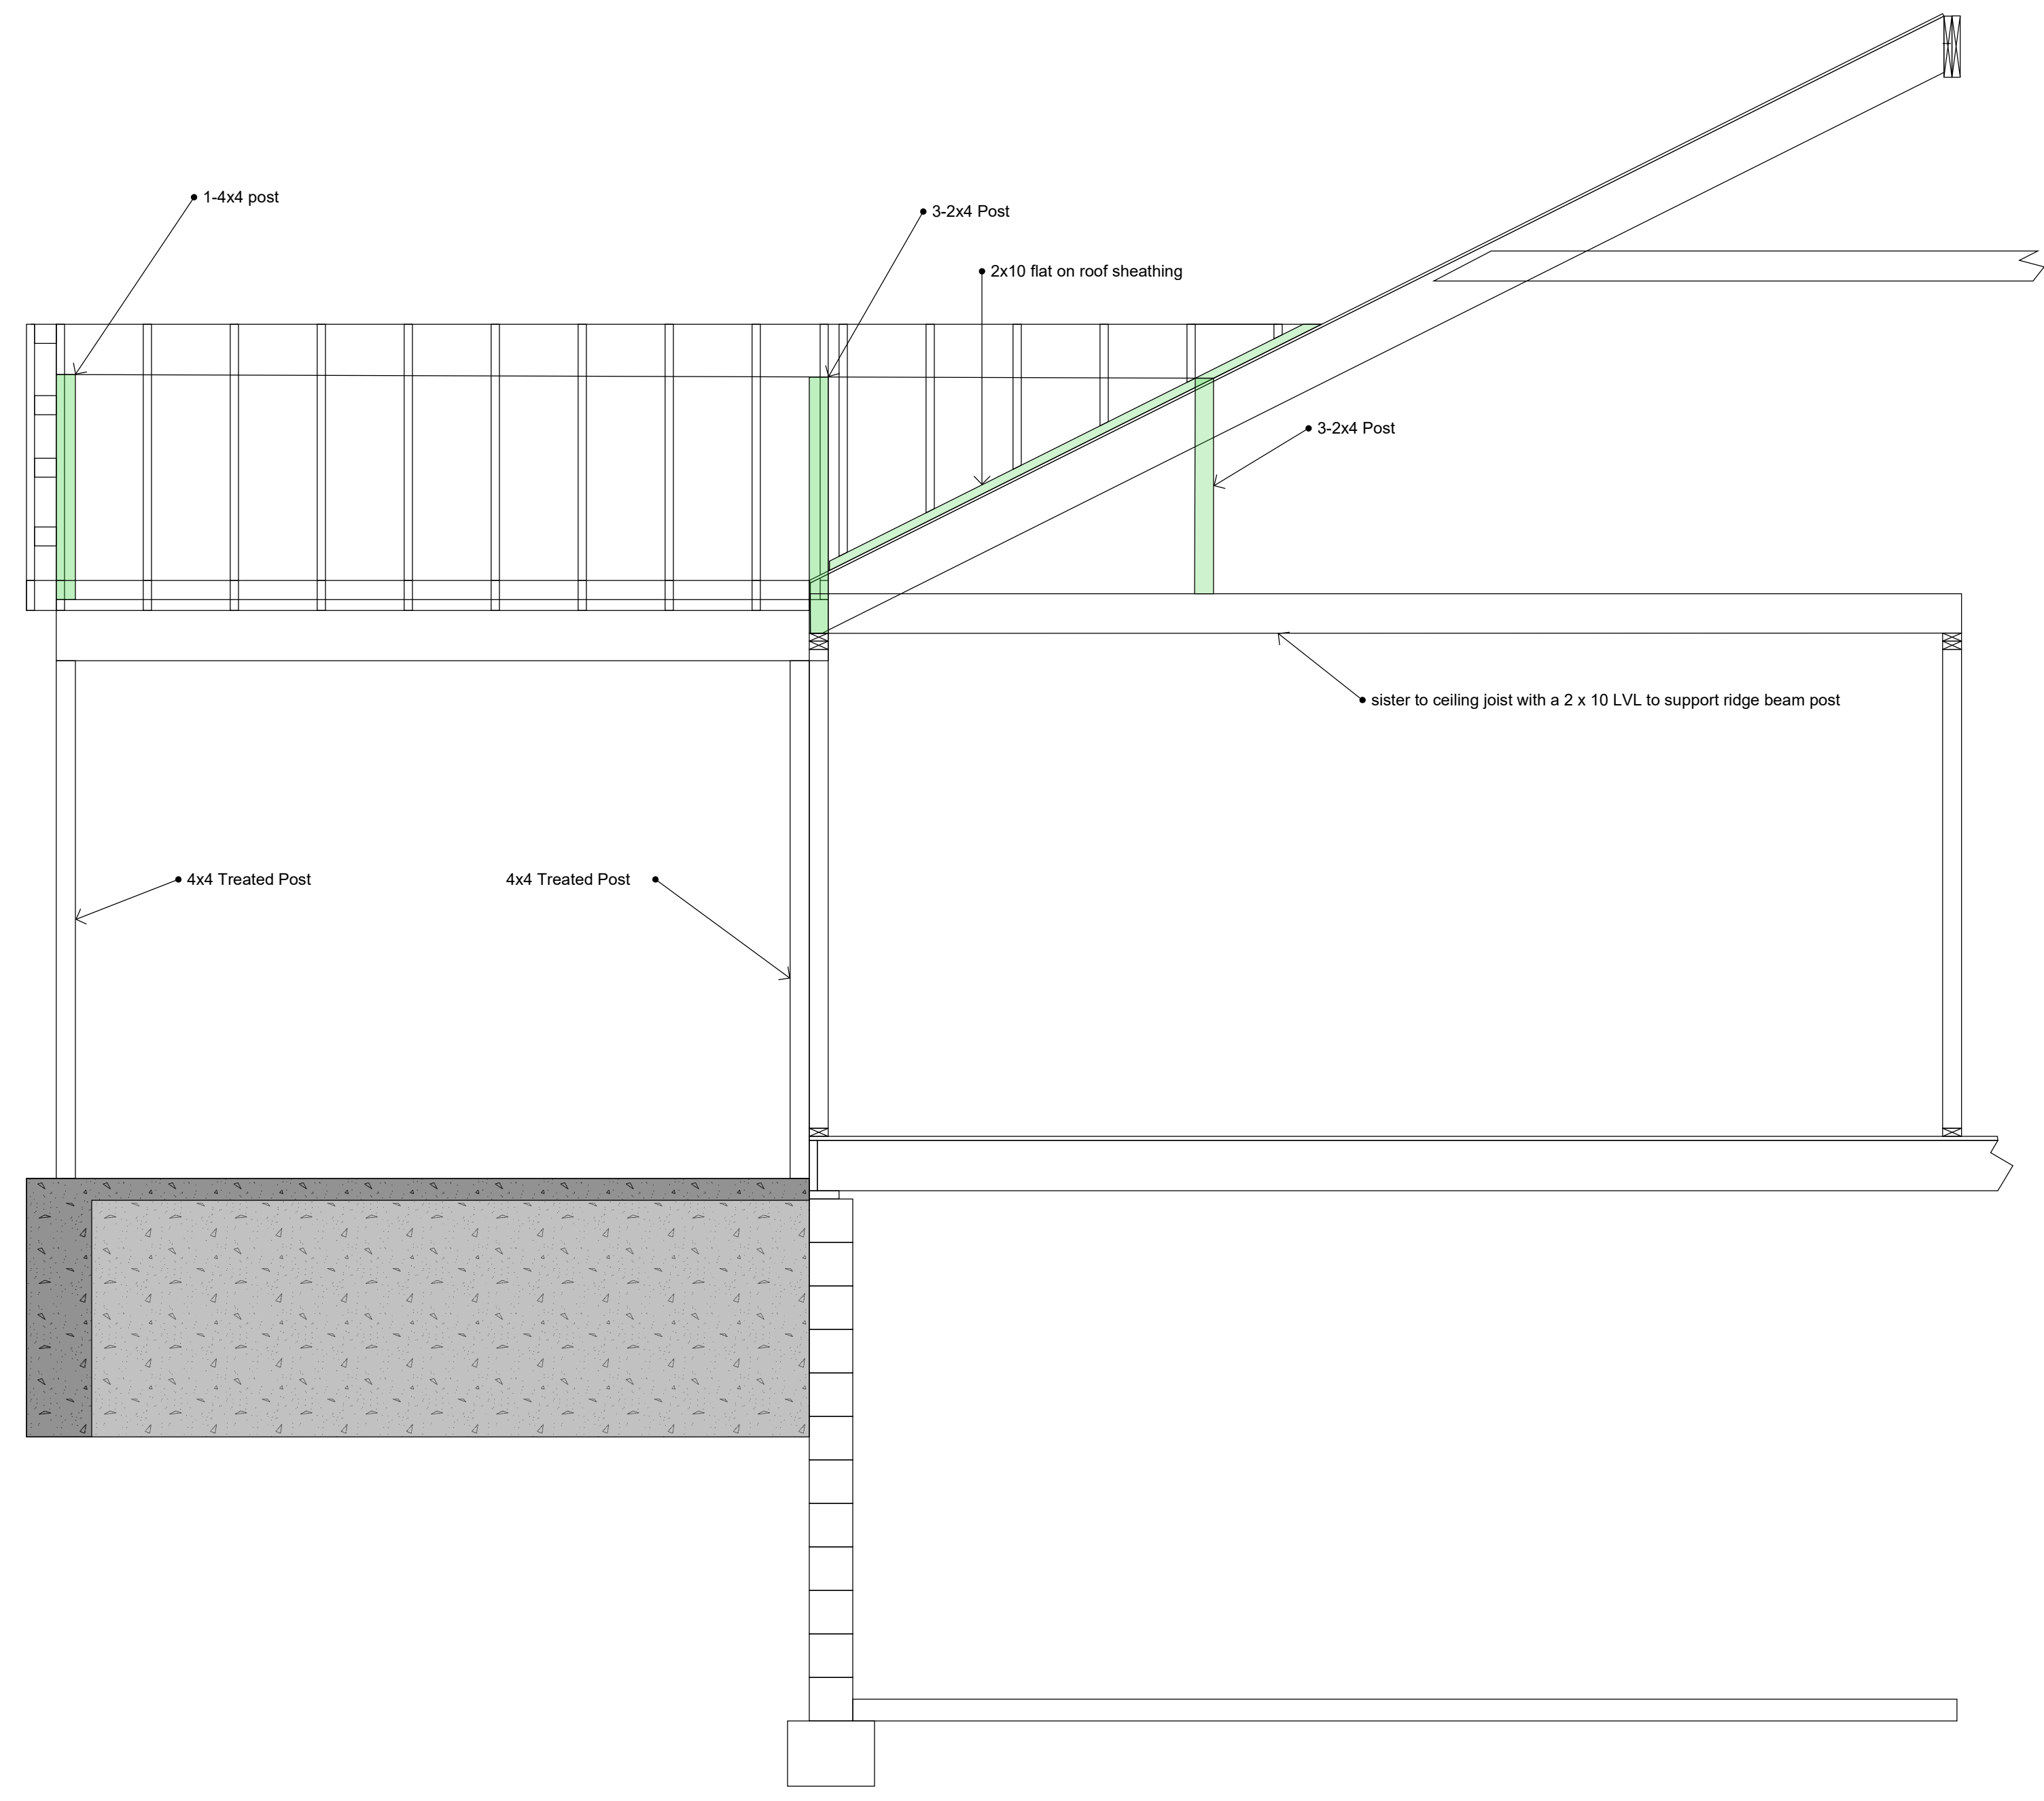 1-4x4 post
3-2x4 Post
2x10 flat on roof sheathing
3-2x4 Post
sister to ceiling joist with a 2 x 10 LVL to support ridge beam post
4x4 Treated Post
4x4 Treated Post